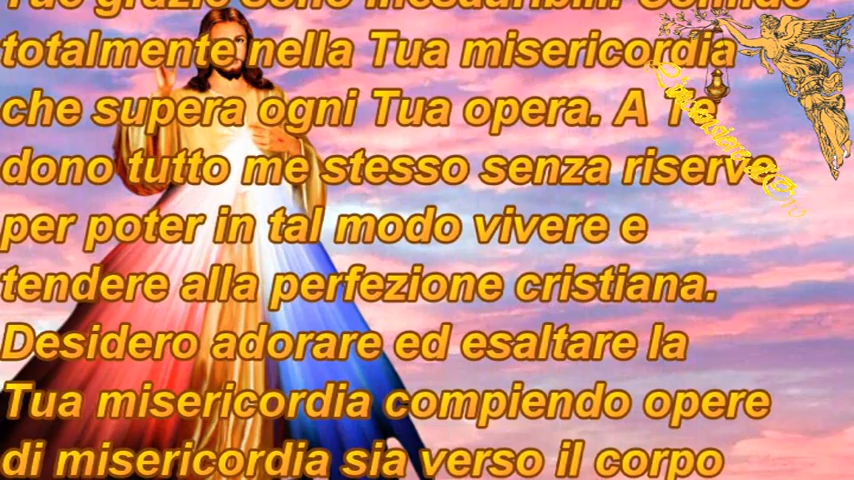 Tue grazie sono inesauribili. Confido
totalmente nella Tua misericordia
che supera ogni Tua opera. A Te
dono tutto me stesso senza riserve
per poter in tal modo vivere e
tendere alla perfezione cristiana.
Desidero adorare ed esaltare la
Tua misericordia compiendo opere
di misericordia sia verso il corpo